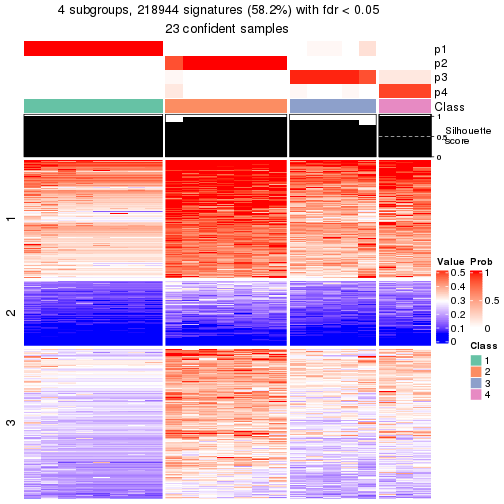 4 subgroups, 218944 signatures (58.2%) with fdr < 0.05
23 confident samples
p1
p2
p3
p4
Class
1
0.5
0
Silhouette
score
1
2
3
Value
0.5
0.4
0.3
0.2
0.1
0
Prob
1
0.5
0
Class
1
2
3
4